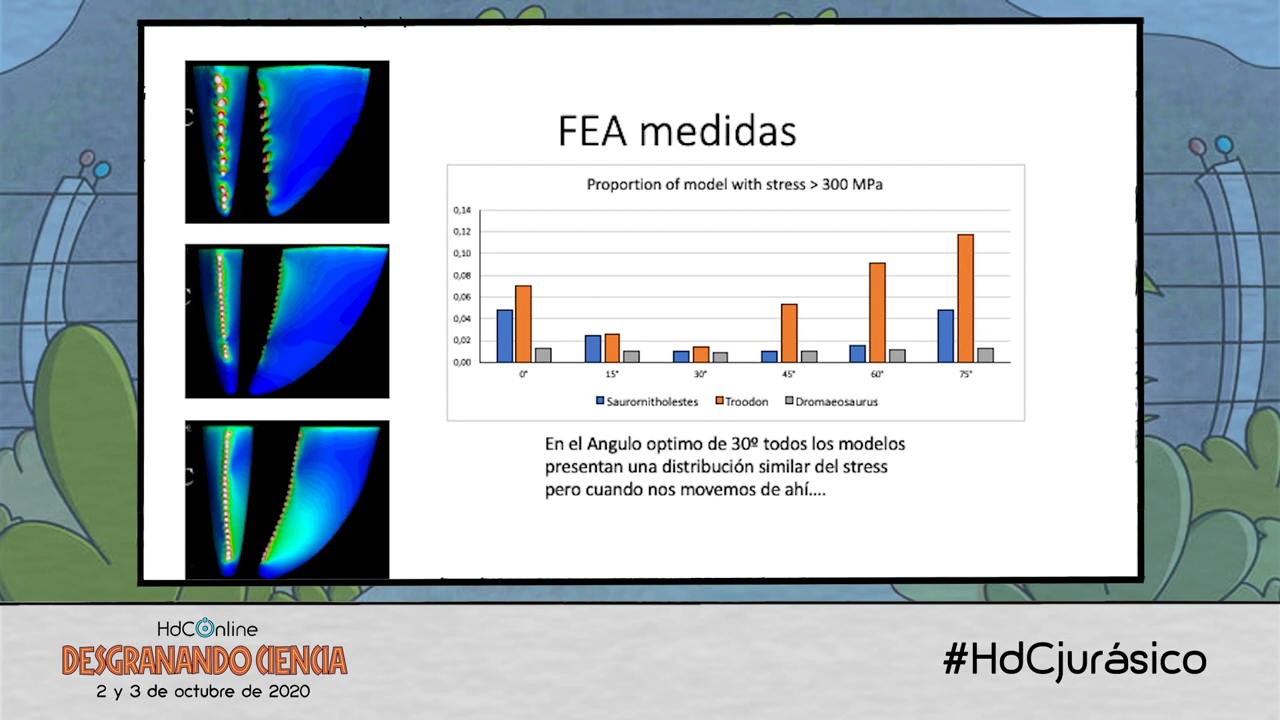 FEA medidas
Proportion of model with stress > 300 MPa
0,14
0,12
0,10
0,08
0,06
0,04
0,02
0,00
0° 15° 30° 45° 60° 75°
Saurornitholestes Troodon Dromaeosaurus
En el Angulo optimo de 30º todos los modelos
presentan una distribución similar del stress
pero cuando nos movemos de ahí....
HdCOnline
DESGRANANDO CIENCIA
2 y 3 de octubre de 2020
#HdCjurásico